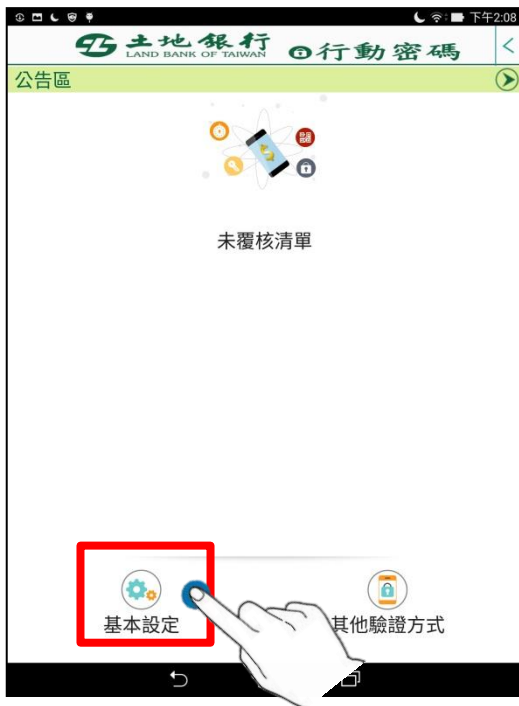 下午2:08
土地銀行 行動密碼
LAND BANK OF TAIWAN
公告區
未覆核清單
基本設定
其他驗證方式